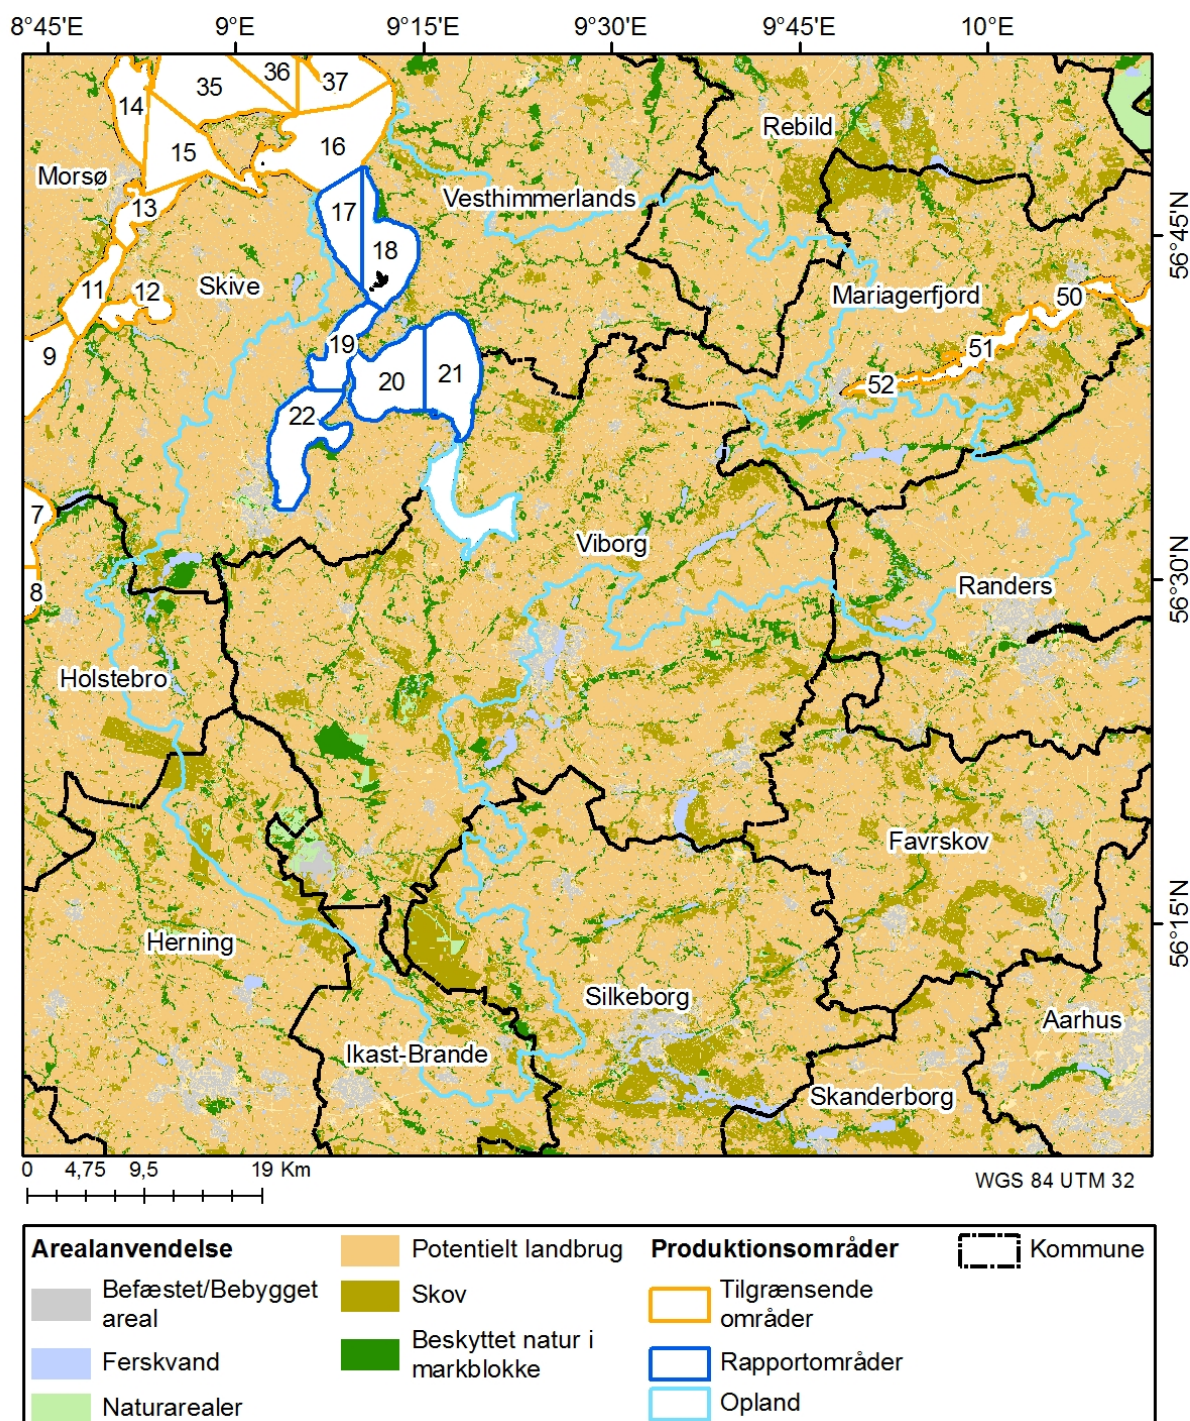 8°45'E 9°0'E 9°15'E 9°30'E 9°45'E 10°0'E
35 36 37
14
Rebild
15 16
Morsø
Vesthimmerlands
13 17
18
56°45'N
Skive
11 12
Mariagerfjord
50
9
19
51
20 21
52
22
7
Viborg
8
Randers
56°30'N
Holstebro
Favrskov
Herning
56°15'N
Silkeborg
Aarhus
Ikast-Brande
Skanderborg
0 4,75 9,5 19 Km
WGS 84 UTM 32
Arealanvendelse
Befæstet/Bebygget
areal
Ferskvand
Naturarealer
Potentielt landbrug
Skov
Beskyttet natur i
markblokke
Produktionsområder
Tilgrænsende
områder
Rapportområder
Opland
Kommune